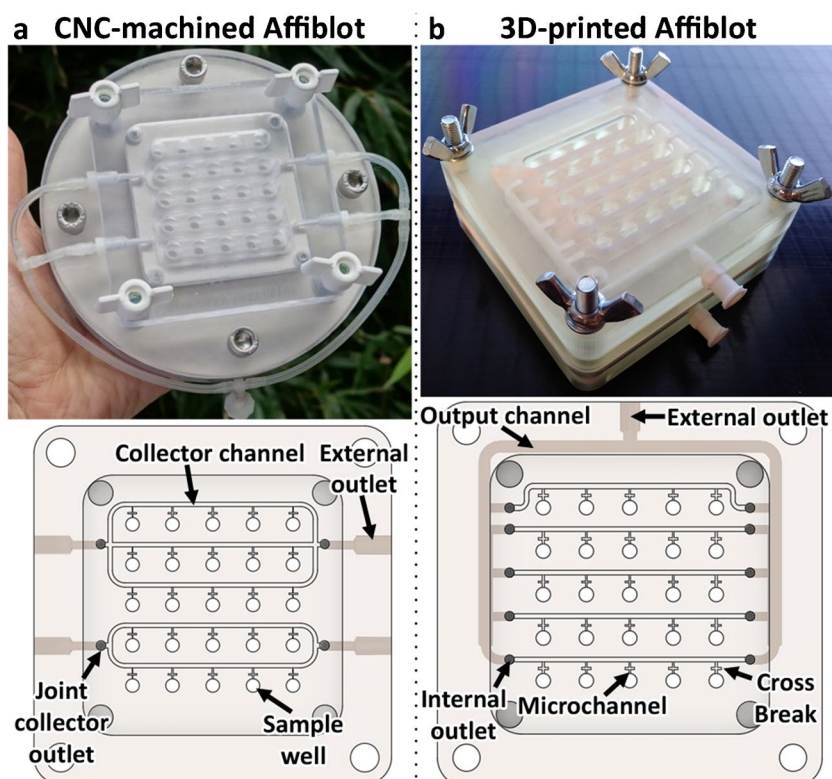 a CNC-machined Affiblot
b 3D-printed Affiblot
Collector channel
External
outlet
Joint
collector
outlet
Sample
well
Output channel
External outlet
Internal
outlet
Microchannel
Cross
Break